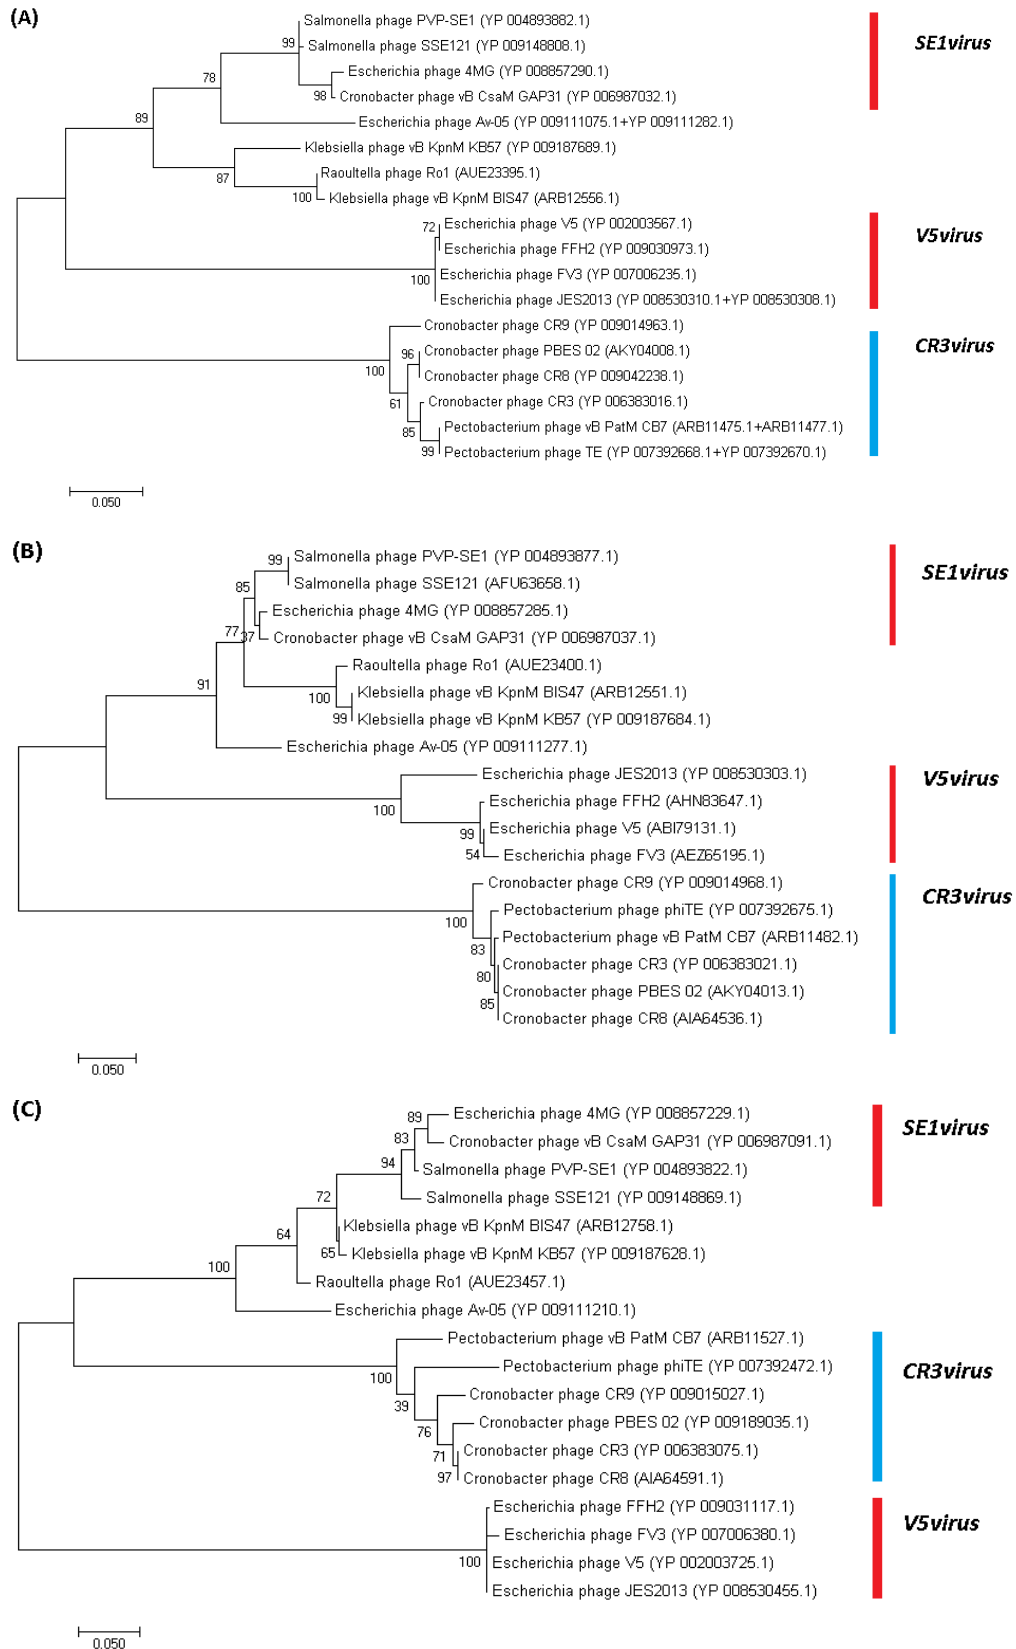 (A)
Salmonella phage PVP-SE1 (YP 004893882.1)
99
Salmonella phage SSE121 (YP 009148808.1)
SE1virus
Escherichia phage 4MG (YP 008857290.1)
78
98
Cronobacter phage vB CsaM GAP31 (YP 006987032.1)
89
Escherichia phage Av-05 (YP 009111075.1+YP 009111282.1)
Klebsiella phage vB KpnM KB57 (YP 009187689.1)
87
Raoultella phage Ro1 (AUE23395.1)
100
Klebsiella phage vB KpnM BIS47 (ARB12556.1)
72
Escherichia phage V5 (YP 002003567.1)
V5virus
Escherichia phage FFH2 (YP 009030973.1)
Escherichia phage FV3 (YP 007006235.1)
100
Escherichia phage JES2013 (YP 008530310.1+YP 008530308.1)
Cronobacter phage CR9 (YP 009014963.1)
CR3virus
96
Cronobacter phage PBES 02 (AKY04008.1)
100
Cronobacter phage CR8 (YP 009042238.1)
61
Cronobacter phage CR3 (YP 006383016.1)
85
Pectobacterium phage vB PatM CB7 (ARB11475.1+ARB11477.1)
99
Pectobacterium phage TE (YP 007392668.1+YP 007392670.1)
0.050
(B)
99
Salmonella phage PVP-SE1 (YP 004893877.1)
SE1virus
85
Salmonella phage SSE121 (AFU63658.1)
Escherichia phage 4MG (YP 008857285.1)
77
37
Cronobacter phage vB CsaM GAP31 (YP 006987037.1)
Raoultella phage Ro1 (AUE23400.1)
91
100
Klebsiella phage vB KpnM BIS47 (ARB12551.1)
99
Klebsiella phage vB KpnM KB57 (YP 009187684.1)
Escherichia phage Av-05 (YP 009111277.1)
Escherichia phage JES2013 (YP 008530303.1)
V5virus
100
Escherichia phage FFH2 (AHN83647.1)
99
Escherichia phage V5 (ABI79131.1)
54
Escherichia phage FV3 (AEZ65195.1)
Cronobacter phage CR9 (YP 009014968.1)
CR3virus
100
Pectobacterium phage phiTE (YP 007392675.1)
83
Pectobacterium phage vB PatM CB7 (ARB11482.1)
80
Cronobacter phage CR3 (YP 006383021.1)
85
Cronobacter phage PBES 02 (AKY04013.1)
Cronobacter phage CR8 (AIA64536.1)
0.050
(C)
89
Escherichia phage 4MG (YP 008857229.1)
SE1virus
83
Cronobacter phage vB CsaM GAP31 (YP 006987091.1)
94
Salmonella phage PVP-SE1 (YP 004893822.1)
72
Salmonella phage SSE121 (YP 009148869.1)
64
Klebsiella phage vB KpnM BIS47 (ARB12758.1)
65
Klebsiella phage vB KpnM KB57 (YP 009187628.1)
100
Raoultella phage Ro1 (AUE23457.1)
Escherichia phage Av-05 (YP 009111210.1)
Pectobacterium phage vB PatM CB7 (ARB11527.1)
100
Pectobacterium phage phiTE (YP 007392472.1)
CR3virus
39
Cronobacter phage CR9 (YP 009015027.1)
76
Cronobacter phage PBES 02 (YP 009189035.1)
71
Cronobacter phage CR3 (YP 006383075.1)
97
Cronobacter phage CR8 (AIA64591.1)
Escherichia phage FFH2 (YP 009031117.1)
V5virus
Escherichia phage FV3 (YP 007006380.1)
100
Escherichia phage V5 (YP 002003725.1)
Escherichia phage JES2013 (YP 008530455.1)
0.050